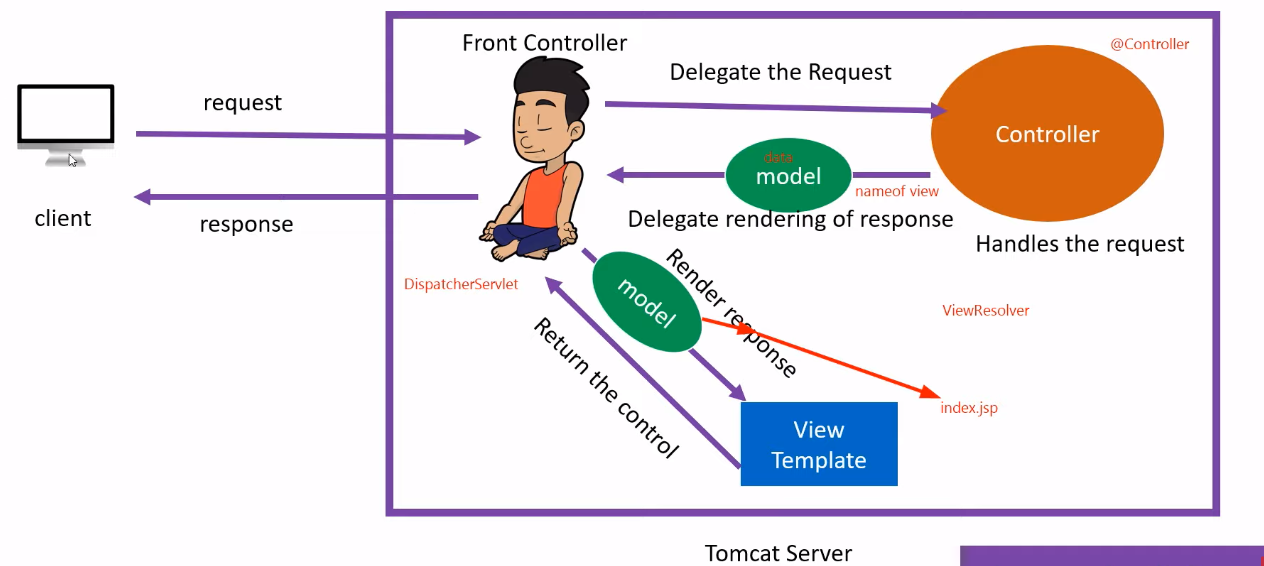 Front Controller
@Controller
Delegate the Request
request
Controller
data
model
nameof view
client
response
Delegate rendering of response
Handles the request
DispatcherServlet
model
Render response
ViewResolver
Return the control
index.jsp
View
Template
Tomcat Server